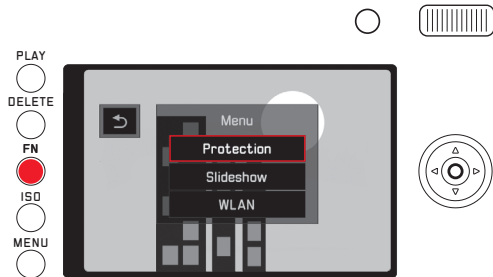 PLAY
DELETE
FN
ISO
MENU
Menu
Protection
Slideshow
WLAN